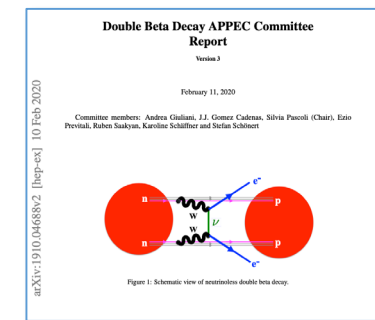 Double Beta Decay APPEC Committee
Report
Version 3
February 11, 2020
Committee members: Andrea Giuliani, J.J. Gomez Cadenas, Silvia Pascoli (Chair), Ezio
Previtali, Ruben Saakyan, Karoline Schäffner and Stefan Schönert
arXiv:1910.04688v2 [hep-ex] 10 Feb 2020
e⁻
n
p
W
W
ν
n
p
e⁻
Figure 1: Schematic view of neutrinoless double beta decay.